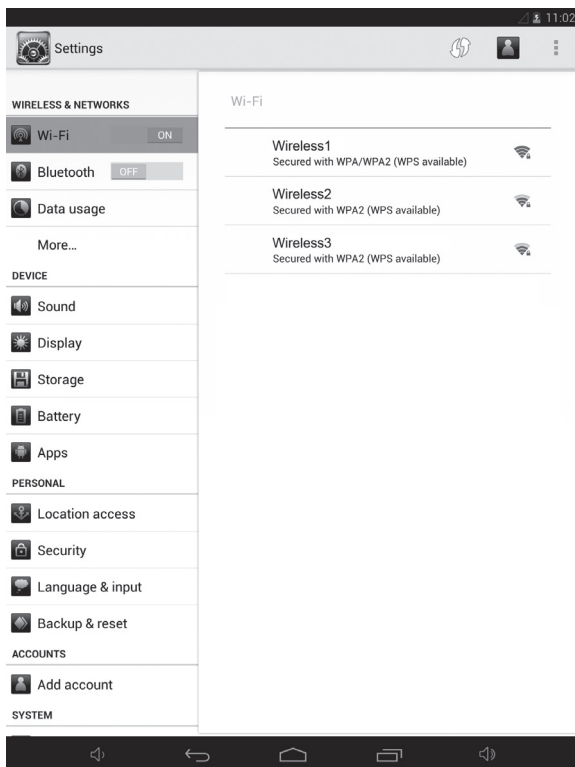 11:02
Settings
WIRELESS & NETWORKS
Wi-Fi ON
Bluetooth OFF
Data usage
More...
DEVICE
Sound
Display
Storage
Battery
Apps
PERSONAL
Location access
Security
Language & input
Backup & reset
ACCOUNTS
Add account
SYSTEM
Wi-Fi
Wireless1
Secured with WPA/WPA2 (WPS available)
Wireless2
Secured with WPA2 (WPS available)
Wireless3
Secured with WPA2 (WPS available)